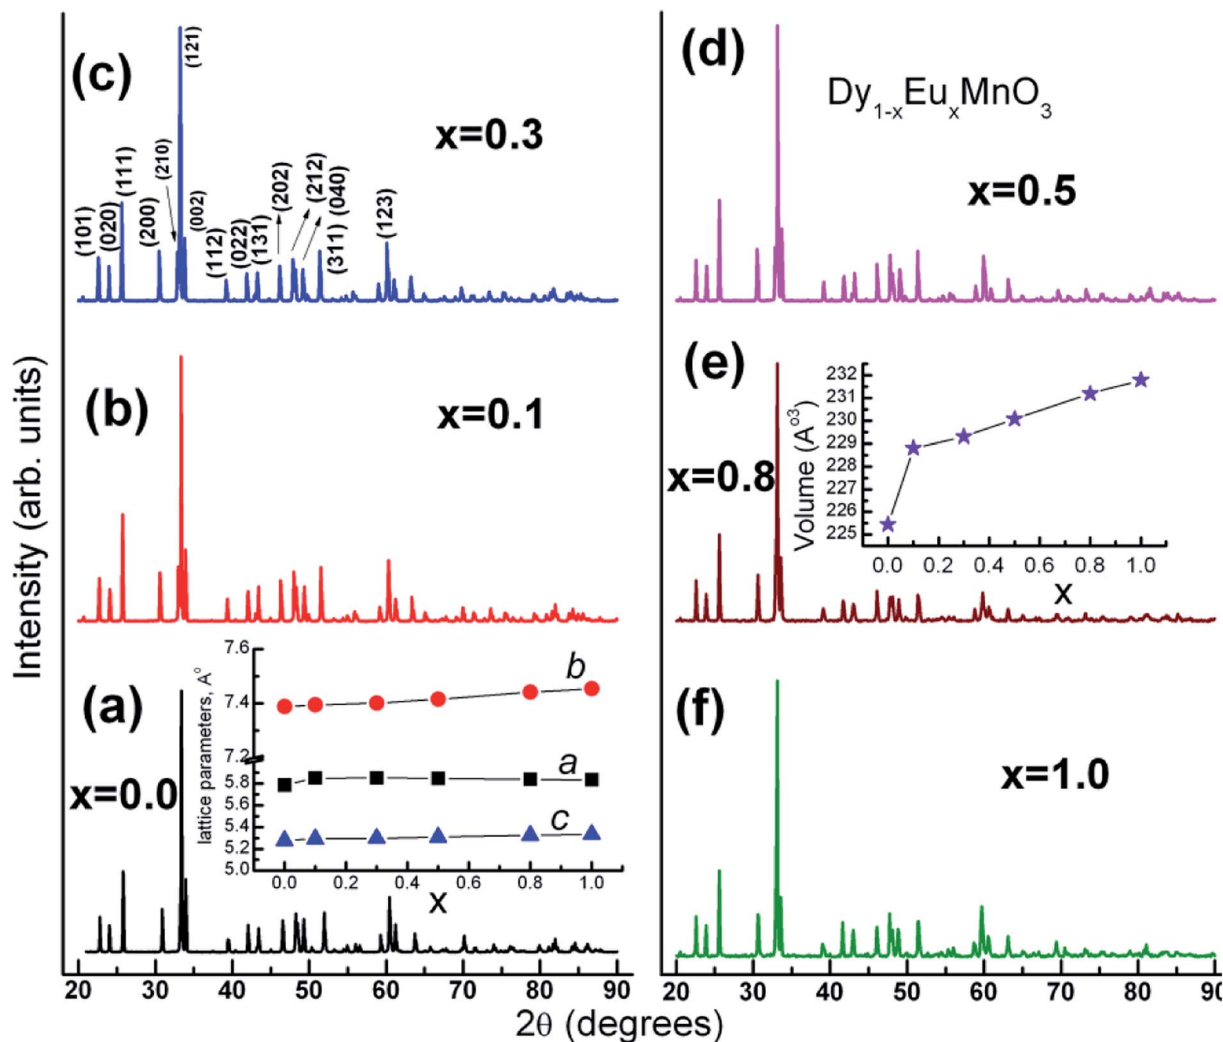 (c)
x=0.3
(101)
(020)
(111)
(200)
(210)
(121)
(002)
(112)
(022)
(131)
(202)
(212)
(040)
(311)
(123)
(d)
Dy1-xEuxMnO3
x=0.5
(b)
x=0.1
(e)
x=0.8
232
231
230
229
228
227
226
225
Volume (A°3)
0.0 0.2 0.4 0.6 0.8 1.0
x
(a)
x=0.0
7.6
7.4
7.2
5.8
5.6
5.4
5.2
5.0
lattice parameters, A°
b
a
c
0.0 0.2 0.4 0.6 0.8 1.0
x
(f)
x=1.0
Intensity (arb. units)
20 30 40 50 60 70 80 90
20 30 40 50 60 70 80 90
2θ (degrees)